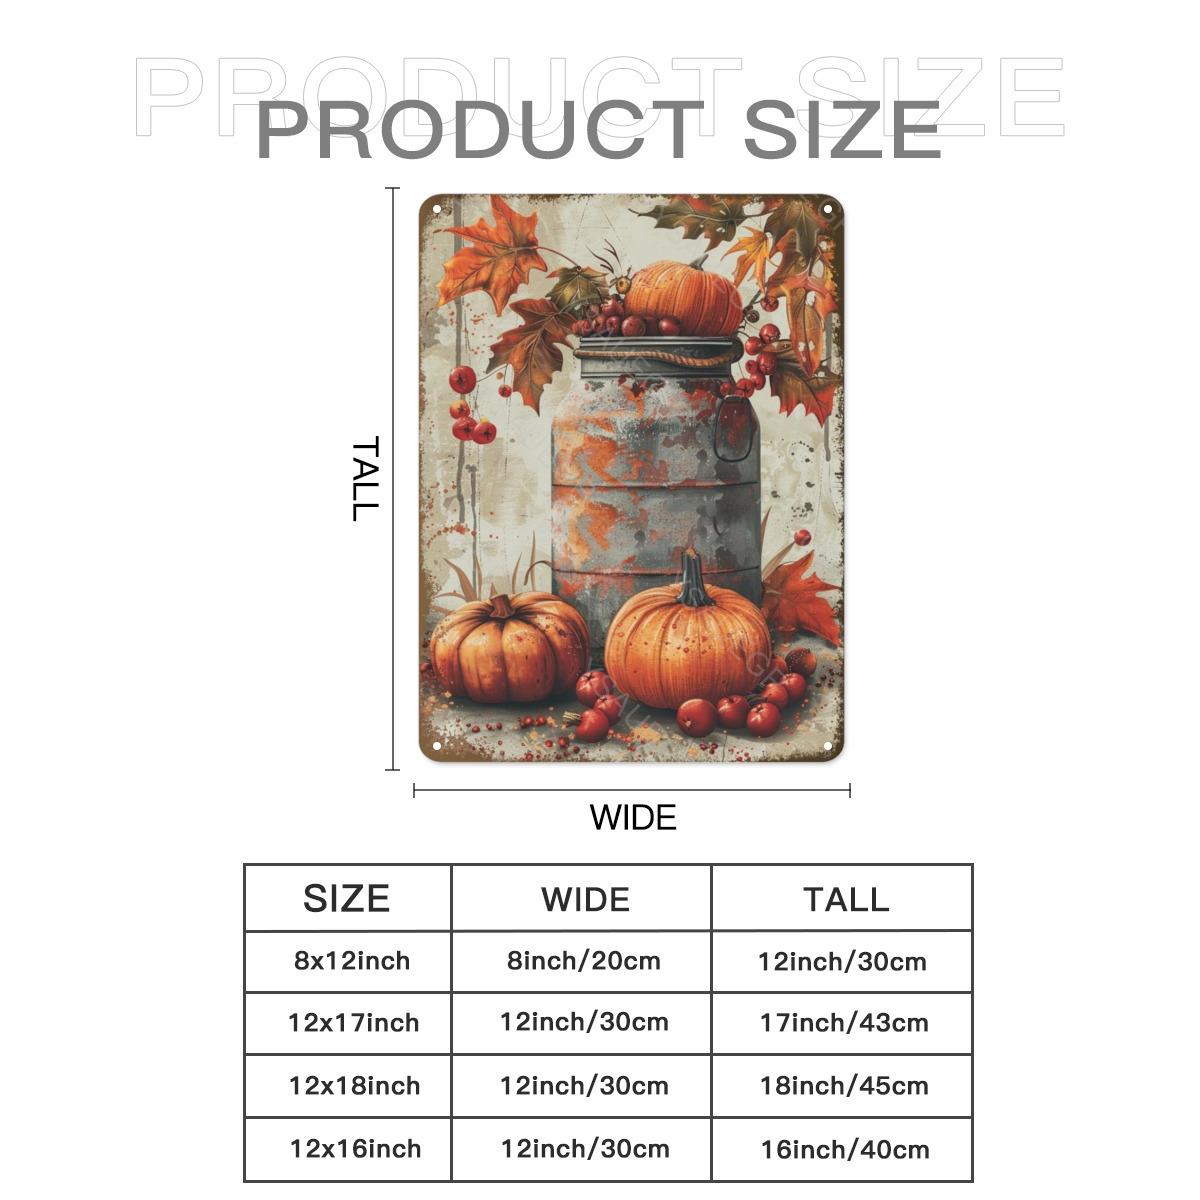 PRODUCT SIZE
PRODUCT SIZE
TALL
WIDE
SIZE WIDE TALL
8x12inch 8inch/20cm 12inch/30cm
12x17inch 12inch/30cm 17inch/43cm
12x18inch 12inch/30cm 18inch/45cm
12x16inch 12inch/30cm 16inch/40cm